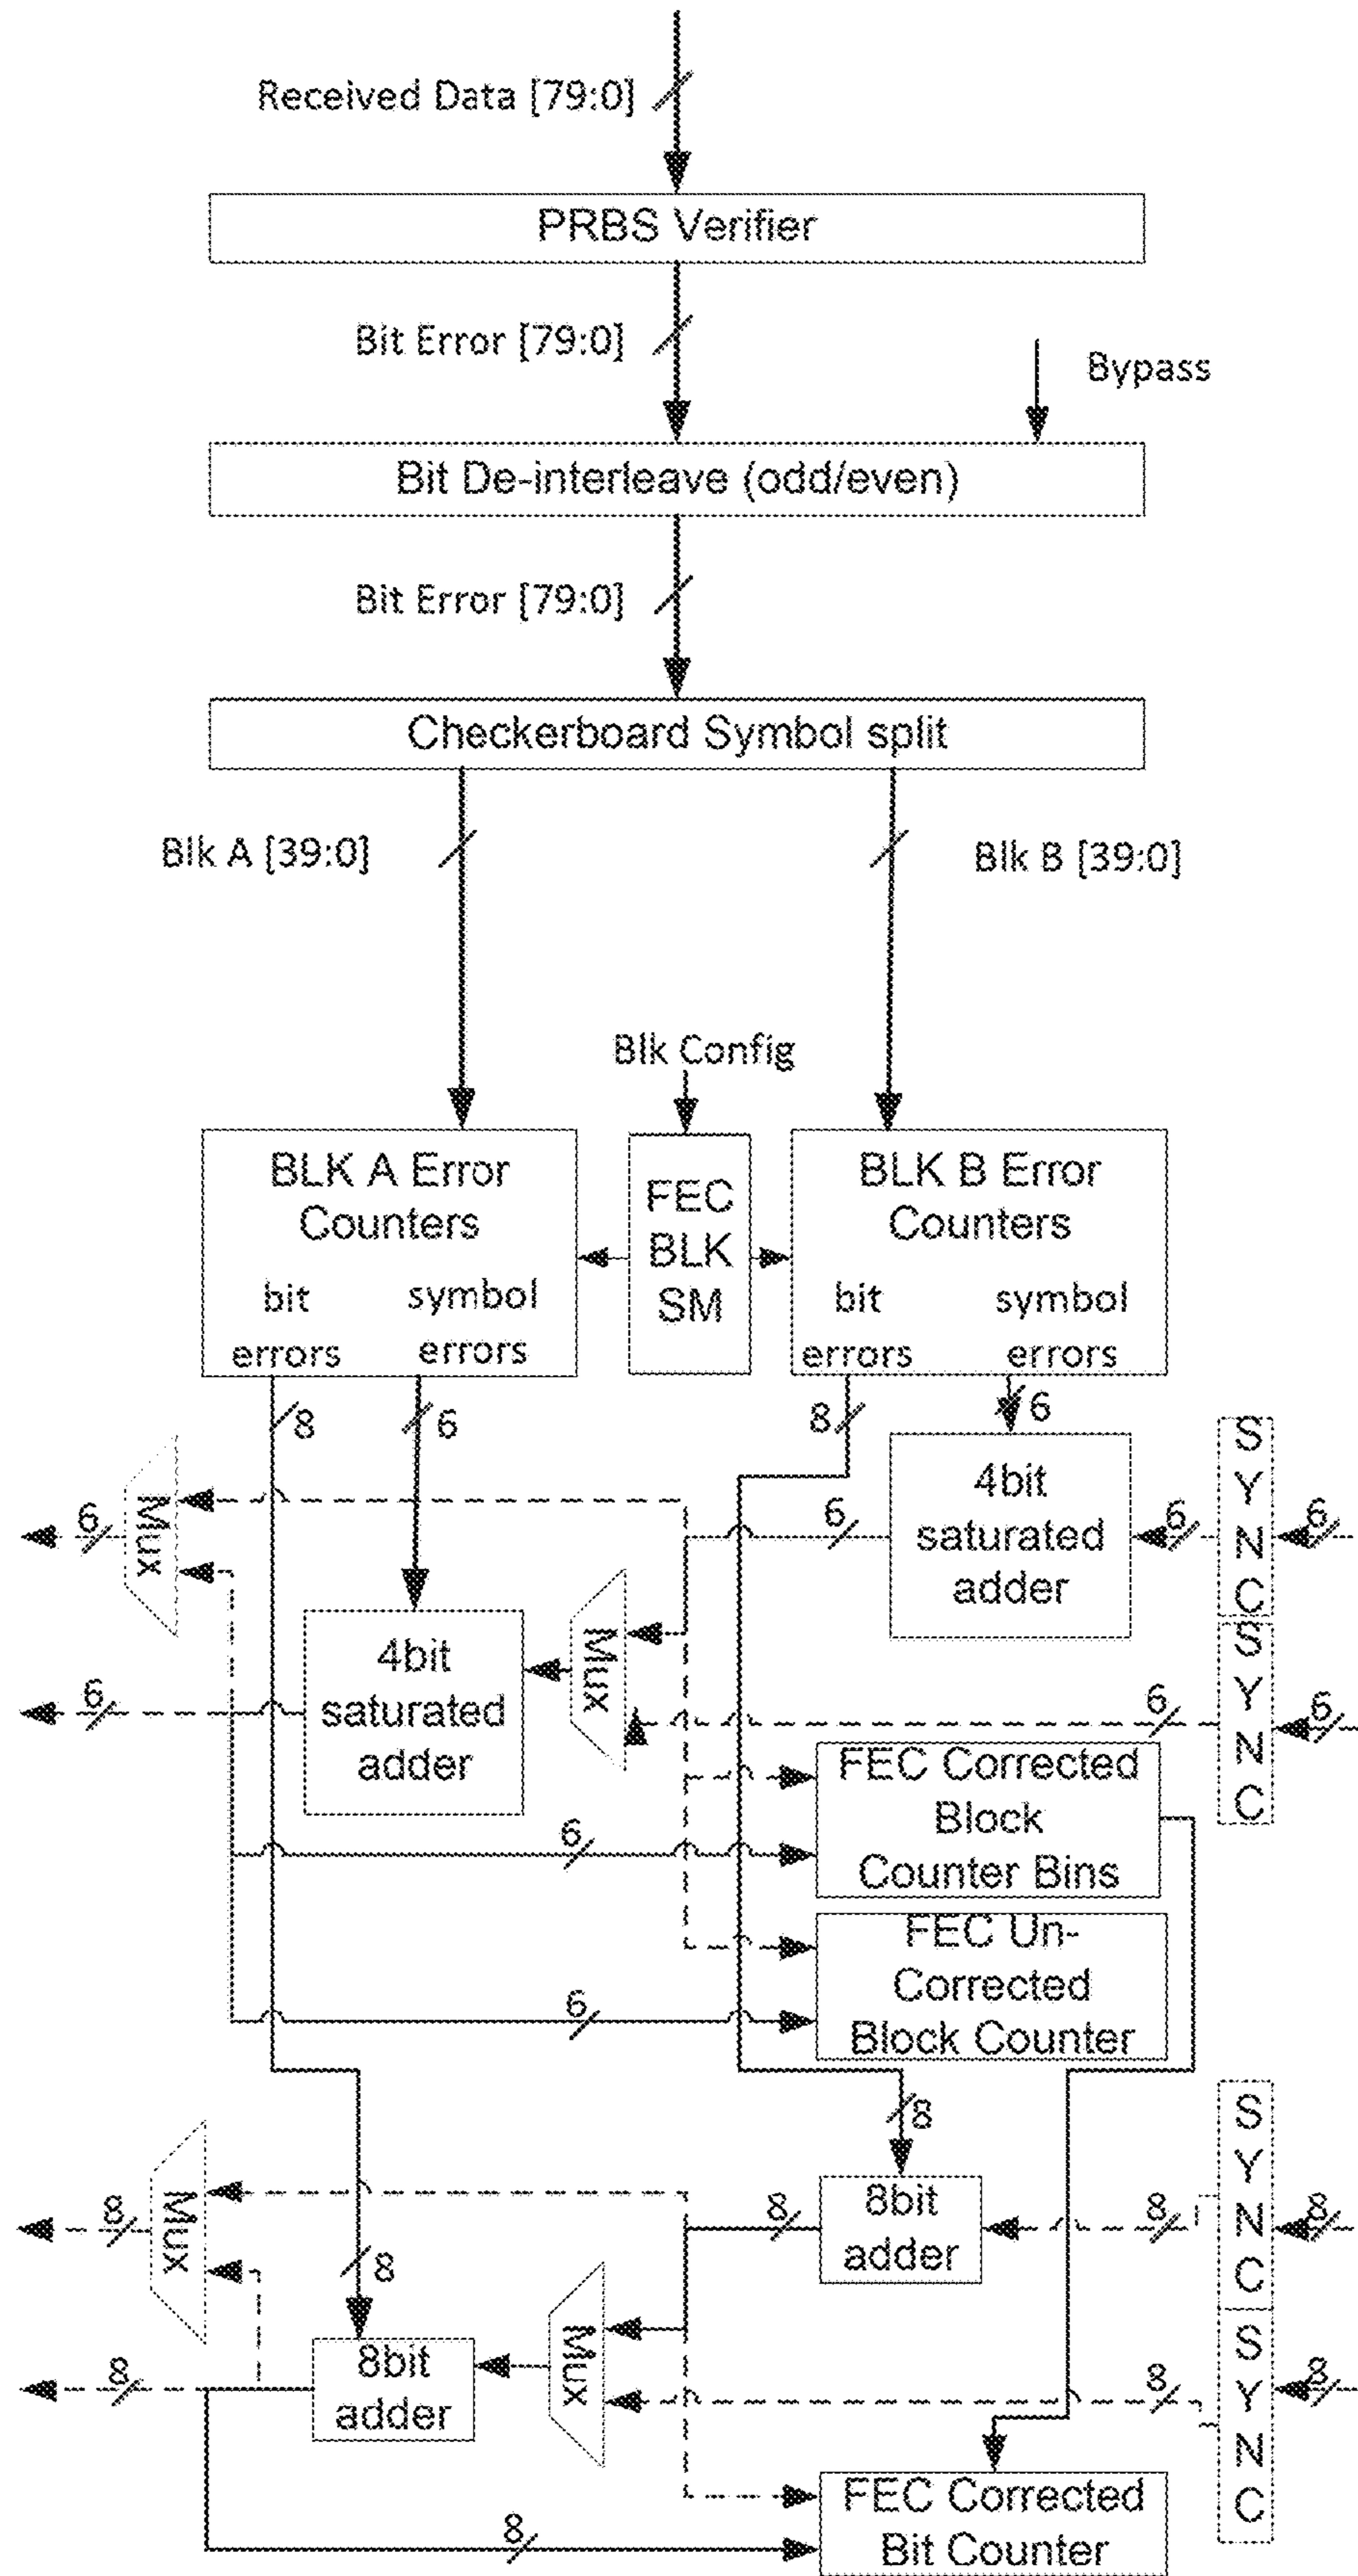 Received Data [79:0]
PRBS Verifier
Bit Error [79:0]
Bypass
Bit De-interleave (odd/even)
Bit Error [79:0]
Checkerboard Symbol split
Blk A [39:0]
Blk B [39:0]
Blk Config
BLK A Error
Counters
bit
errors
symbol
errors
FEC
BLK
SM
BLK B Error
Counters
bit
errors
symbol
errors
8
6
8
6
4bit
saturated
adder
S
Y
N
C
6
6
6
6
Mux
Mux
4bit
saturated
adder
6
6
6
S
Y
N
C
FEC Corrected
Block
Counter Bins
6
FEC Un-
Corrected
Block Counter
6
8
S
Y
N
C
8bit
adder
8
8
8
8
Mux
8
Mux
8bit
adder
8
8
8
S
Y
N
C
FEC Corrected
Bit Counter
8